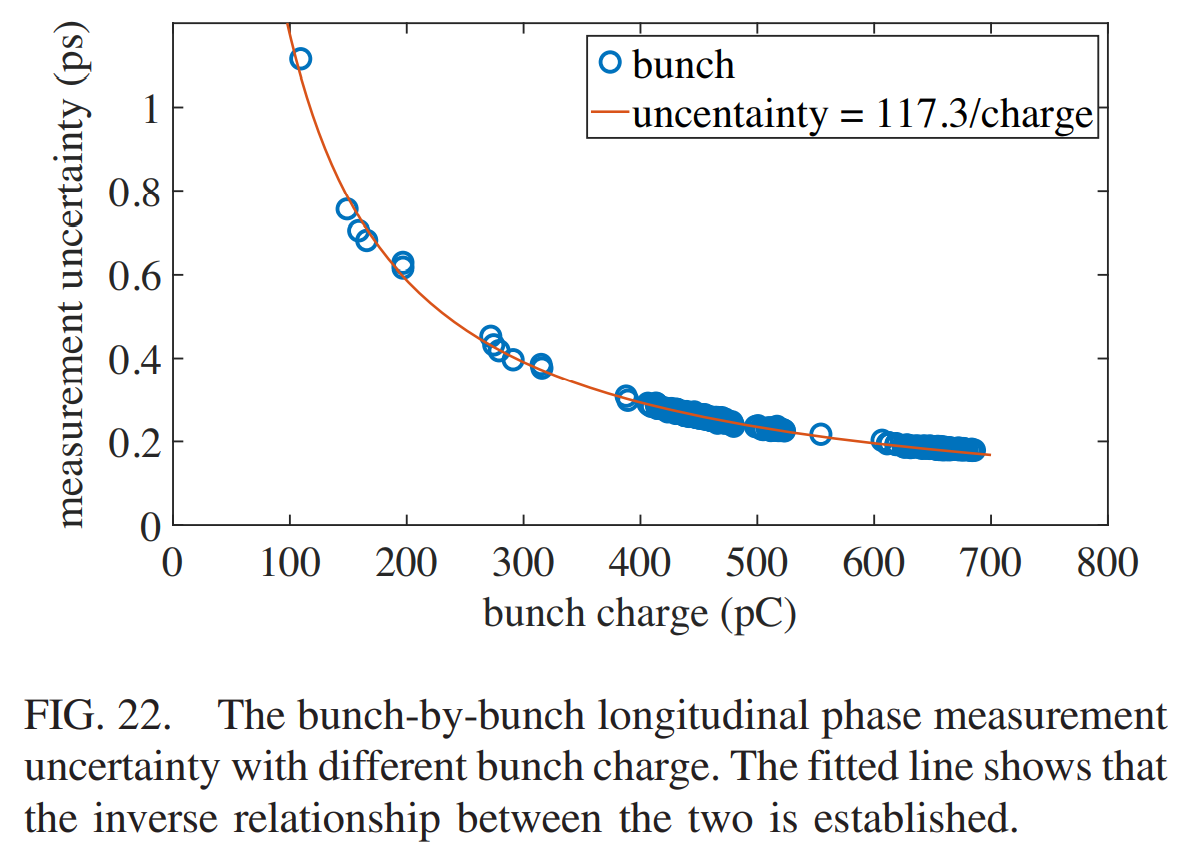 bunch
uncentainty = 117.3/charge
measurement uncertainty (ps)
1
0.8
0.6
0.4
0.2
0
0 100 200 300 400 500 600 700 800
bunch charge (pC)
FIG. 22. The bunch-by-bunch longitudinal phase measurement
uncertainty with different bunch charge. The fitted line shows that
the inverse relationship between the two is established.